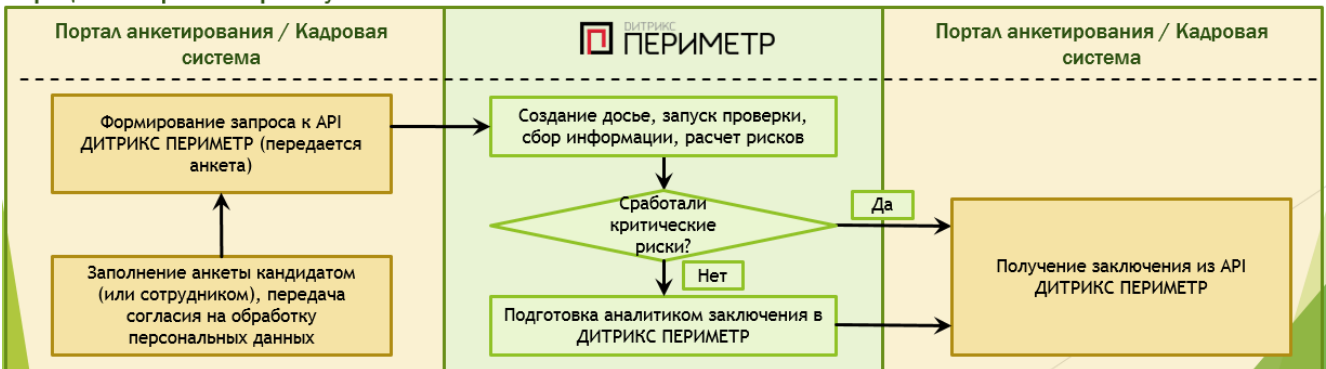 Портал анкетирования / Кадровая
система
ДИТРИКС
ПЕРИМЕТР
Портал анкетирования / Кадровая
система
Формирование запроса к API
ДИТРИКС ПЕРИМЕТР (передается
анкета)
Создание досье, запуск проверки,
сбор информации, расчет рисков
Сработали
критические
риски?
Да
Нет
Заполнение анкеты кандидатом
(или сотрудником), передача
согласия на обработку
персональных данных
Подготовка аналитиком заключения в
ДИТРИКС ПЕРИМЕТР
Получение заключения из API
ДИТРИКС ПЕРИМЕТР